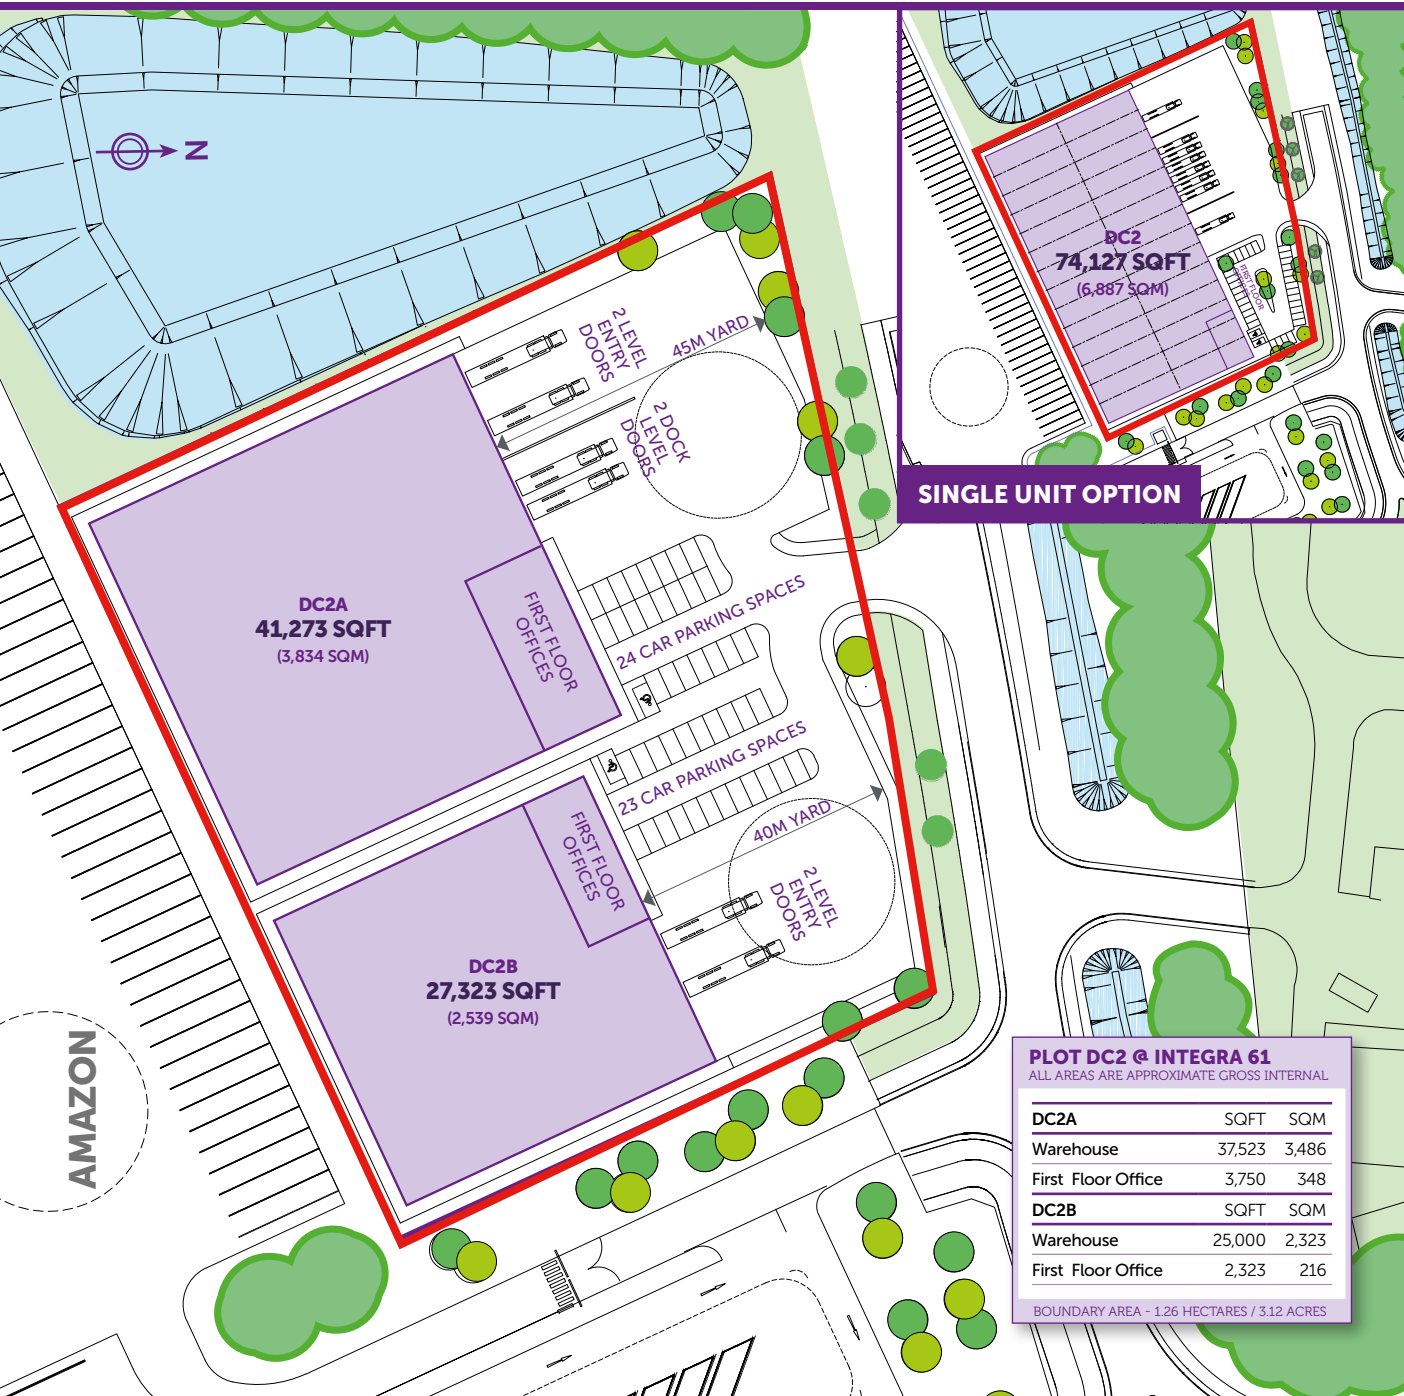 N
2 LEVEL
ENTRY
DOORS
45M YARD
2 DOCK
LEVEL
DOORS
DC2A
41,273 SQFT
(3,834 SQM)
FIRST FLOOR
OFFICES
24 CAR PARKING SPACES
23 CAR PARKING SPACES
FIRST FLOOR
OFFICES
40M YARD
2 LEVEL
ENTRY
DOORS
DC2B
27,323 SQFT
(2,539 SQM)
AMAZON
DC2
74,127 SQFT
(6,887 SQM)
FIRST FLOOR
SINGLE UNIT OPTION
PLOT DC2 @ INTEGRA 61
ALL AREAS ARE APPROXIMATE GROSS INTERNAL
DC2A SQFT SQM
Warehouse 37,523 3,486
First Floor Office 3,750 348
DC2B SQFT SQM
Warehouse 25,000 2,323
First Floor Office 2,323 216
BOUNDARY AREA - 1.26 HECTARES / 3.12 ACRES